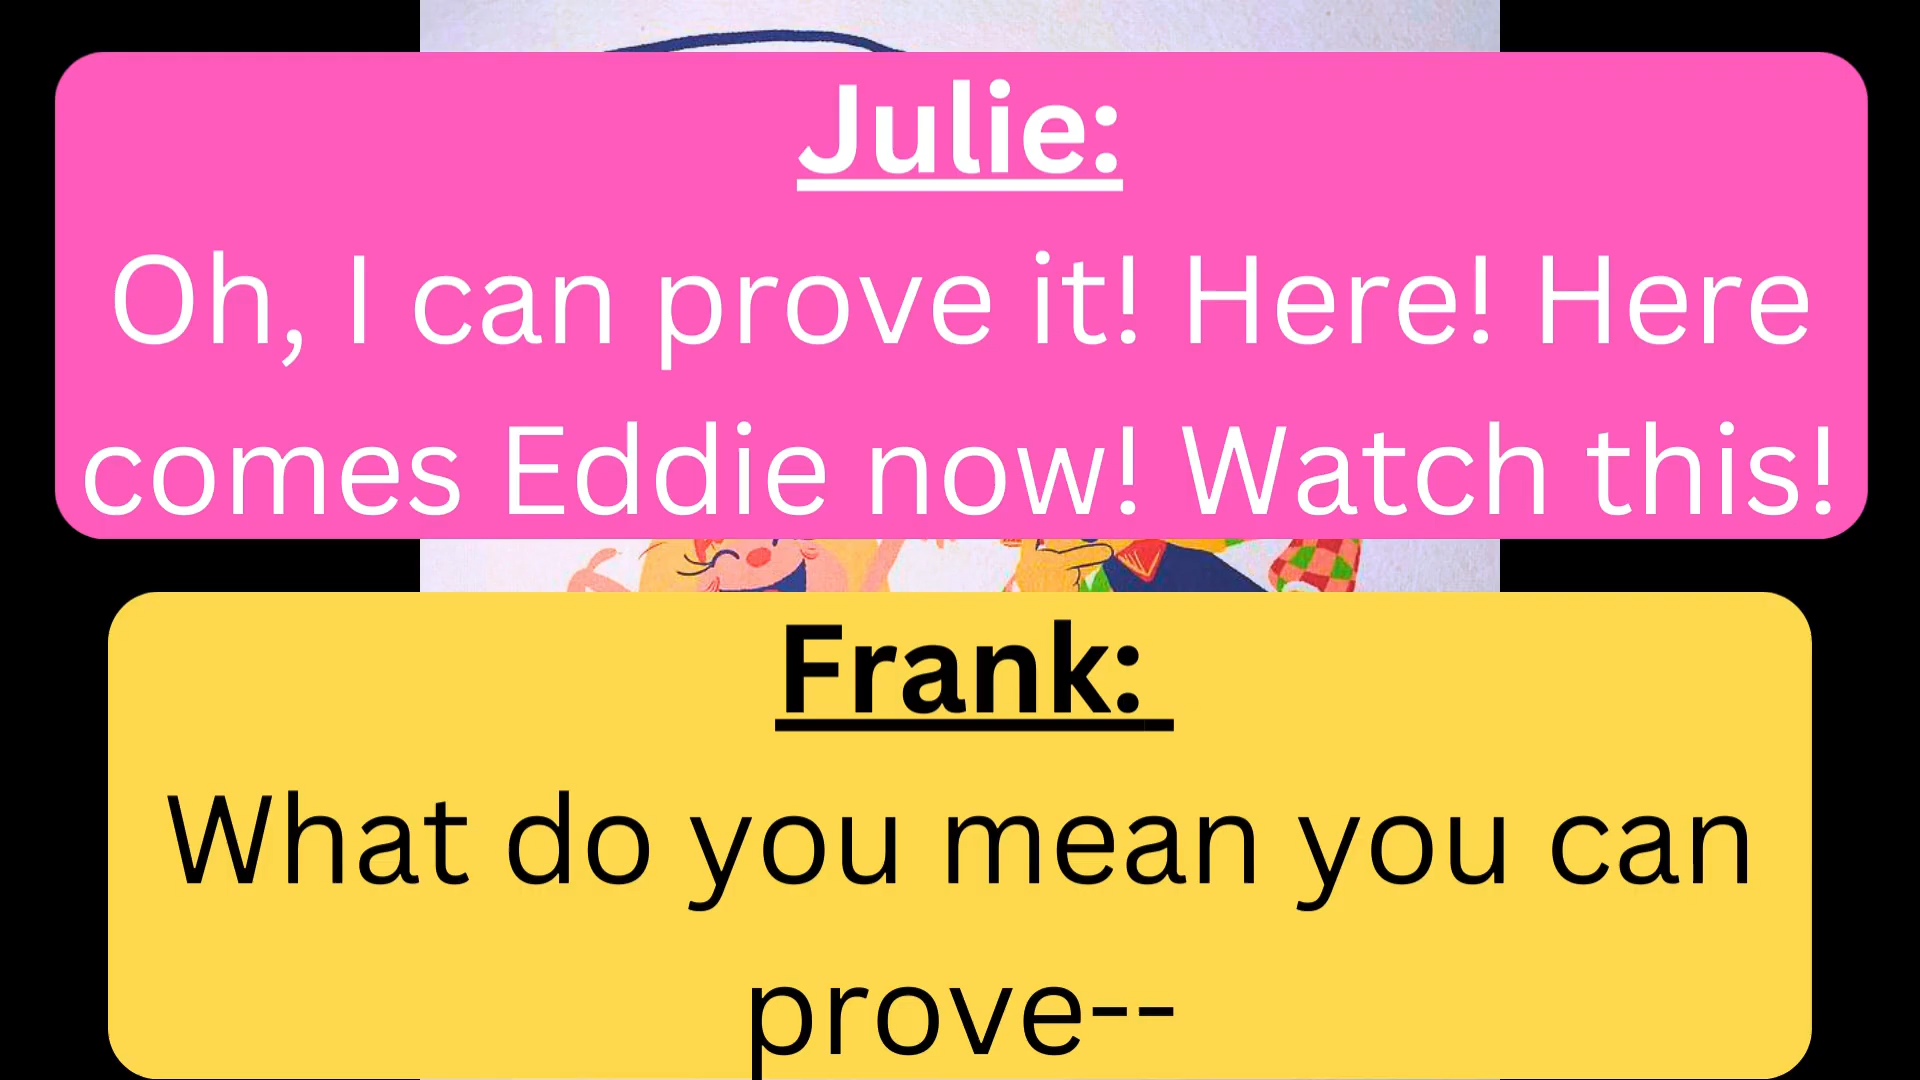 Julie:
Oh, I can prove it! Here! Here
comes Eddie now! Watch this!
Frank:
What do you mean you can
prove--